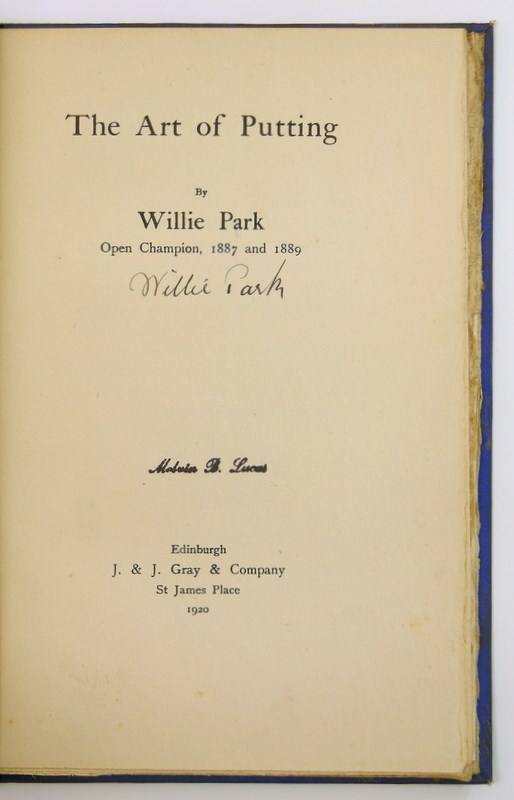 The Art of Putting
By
Willie Park
Open Champion, 1887 and 1889
Willie Park
Melvin B. Lucas
Edinburgh
J. & J. Gray & Company
St James Place
1920